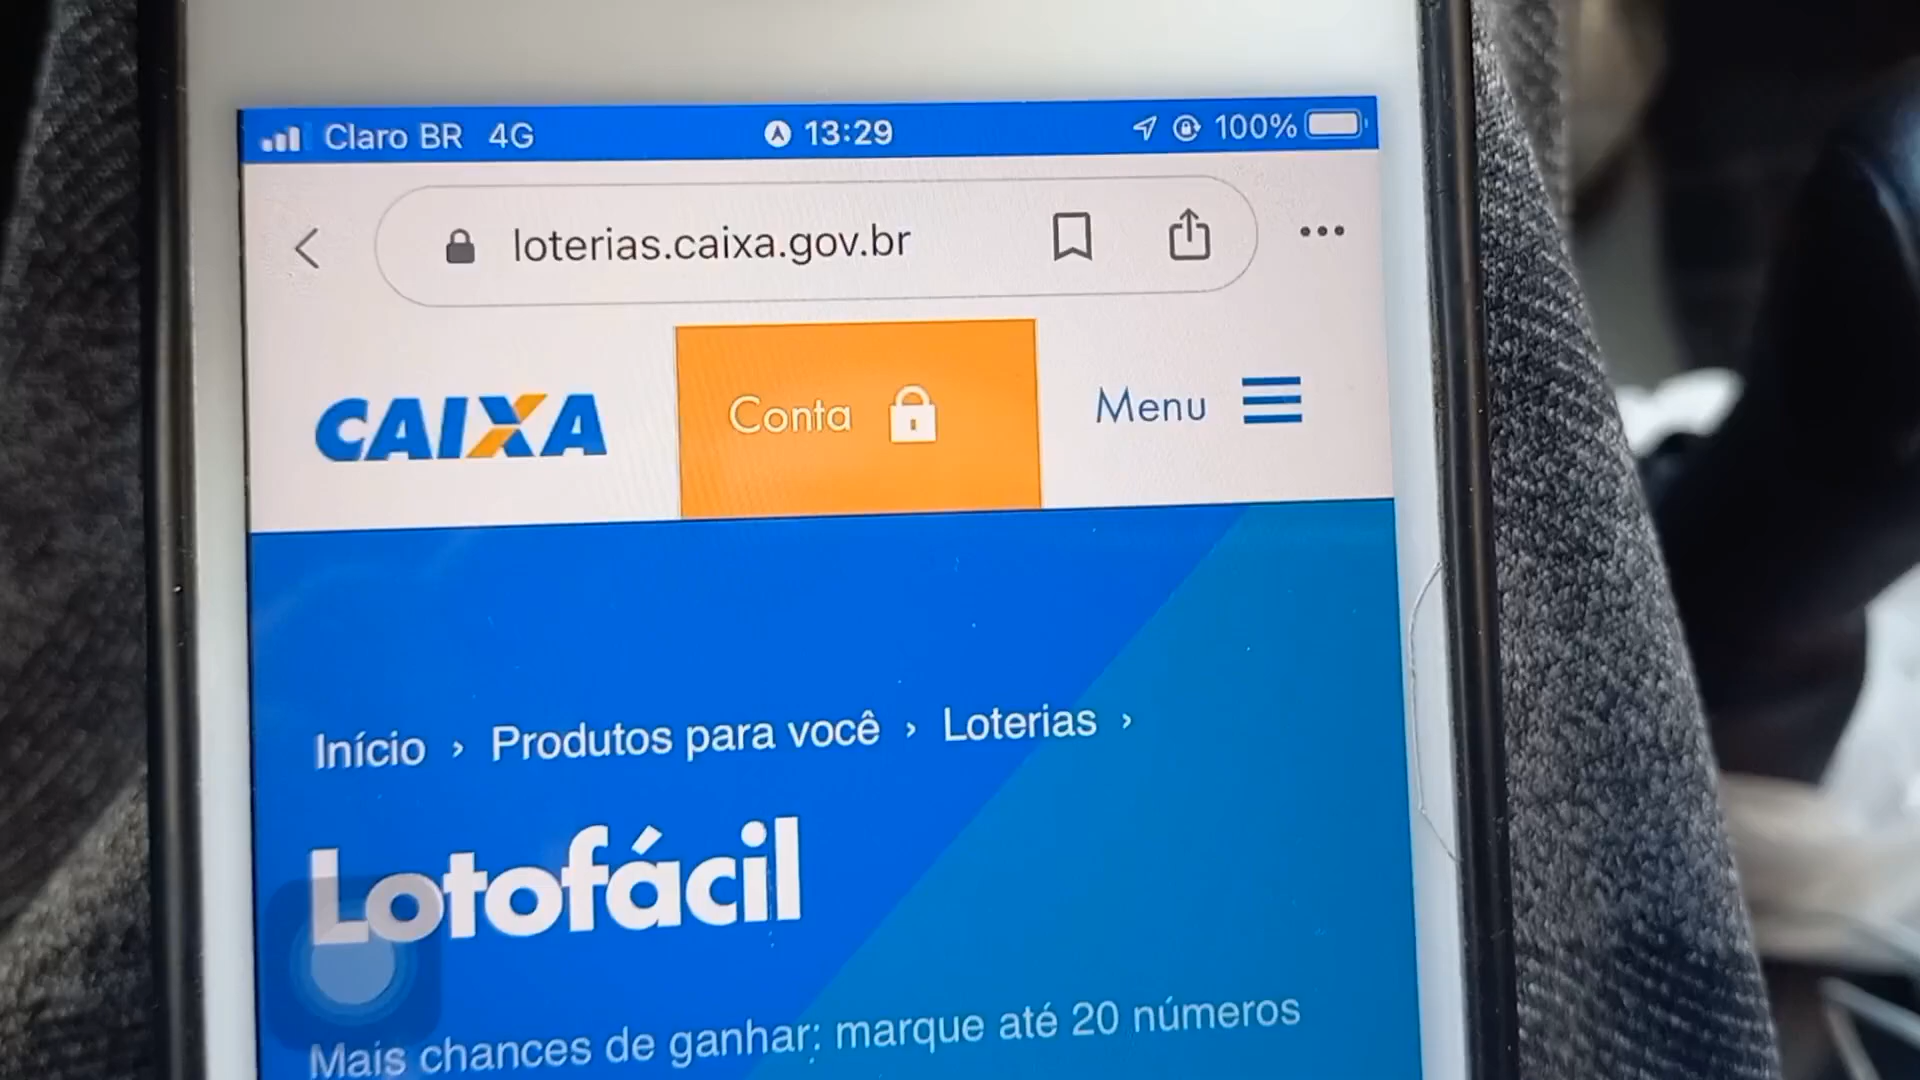 Claro BR 4G 13:29 100%
loterias.caixa.gov.br
CAIXA Conta Menu
Início › Produtos para você › Loterias ›
Lotofácil
Mais chances de ganhar: marque até 20 números